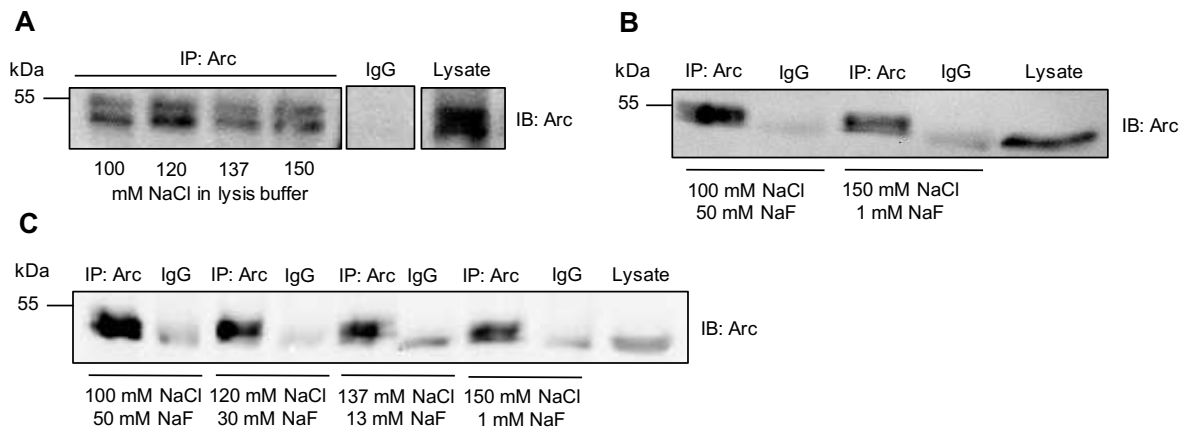 A
IP: Arc
IgG
Lysate
kDa
55
IB: Arc
100 120 137 150
mM NaCl in lysis buffer
B
kDa
IP: Arc IgG IP: Arc IgG Lysate
55
IB: Arc
100 mM NaCl 150 mM NaCl
50 mM NaF 1 mM NaF
C
kDa
IP: Arc IgG IP: Arc IgG IP: Arc IgG IP: Arc IgG Lysate
55
IB: Arc
100 mM NaCl 120 mM NaCl 137 mM NaCl 150 mM NaCl
50 mM NaF 30 mM NaF 13 mM NaF 1 mM NaF